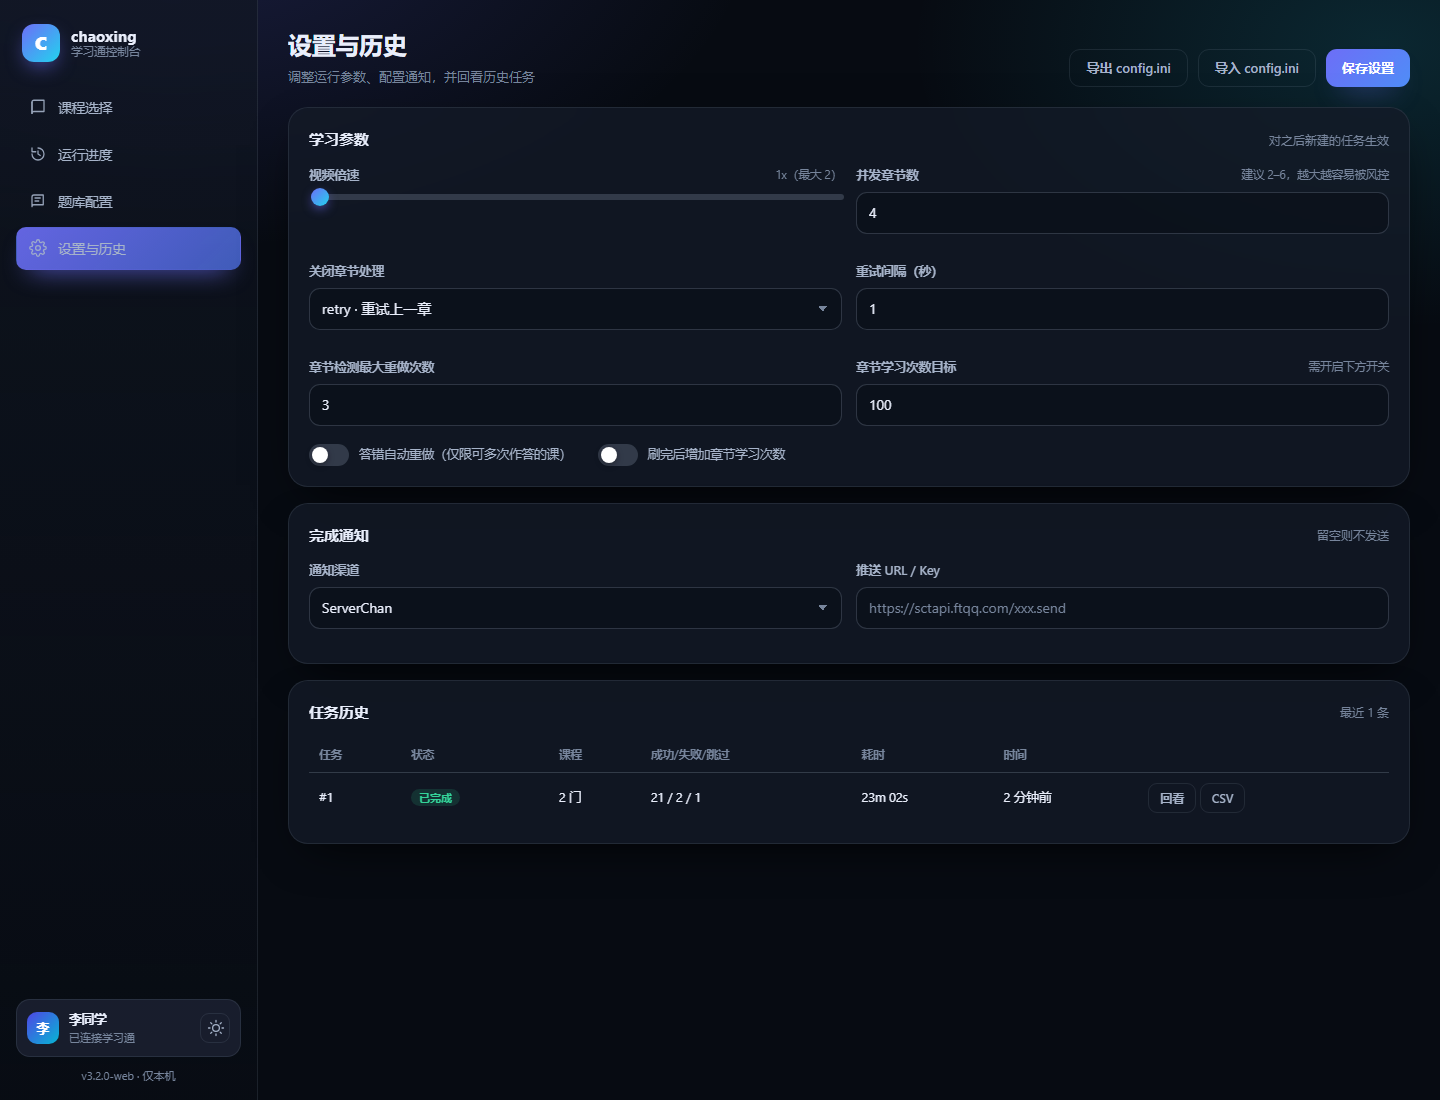 C
chaoxing
学习通控制台
课程选择
运行进度
题库配置
设置与历史
李
李同学
已连接学习通
v3.2.0-web · 仅本机
设置与历史
调整运行参数、配置通知，并回看历史任务
导出 config.ini
导入 config.ini
保存设置
学习参数
对之后新建的任务生效
视频倍速
1x（最大 2）
并发章节数
建议 2–6，越大越容易被风控
4
关闭章节处理
retry · 重试上一章
重试间隔（秒）
1
章节检测最大重做次数
3
章节学习次数目标
需开启下方开关
100
答错自动重做（仅限可多次作答的课）
刷完后增加章节学习次数
完成通知
留空则不发送
通知渠道
ServerChan
推送 URL / Key
https://sctapi.ftqq.com/xxx.send
任务历史
最近 1 条
任务 状态 课程 成功/失败/跳过 耗时 时间
#1 已完成 2 门 21 / 2 / 1 23m 02s 2 分钟前 回看 CSV